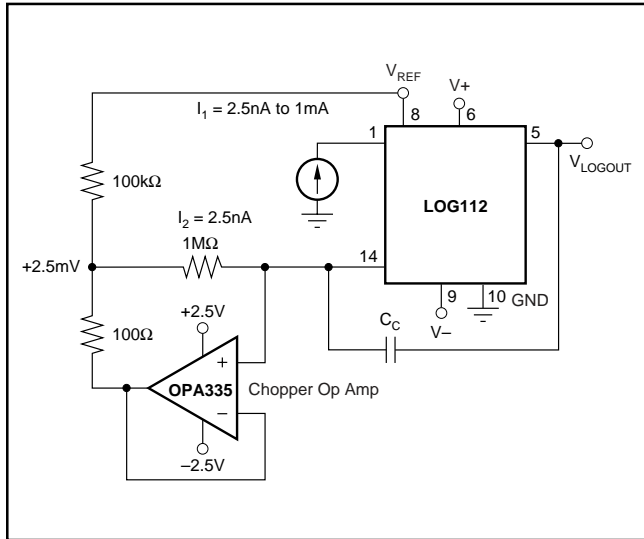 V_REF
V+
I_1 = 2.5nA to 1mA
8
6
1
5
V_LOGOUT
100kΩ
LOG112
I_2 = 2.5nA
1MΩ
+2.5mV
14
9
10
GND
V–
C_C
100Ω
+2.5V
+
OPA335
Chopper Op Amp
–
–2.5V